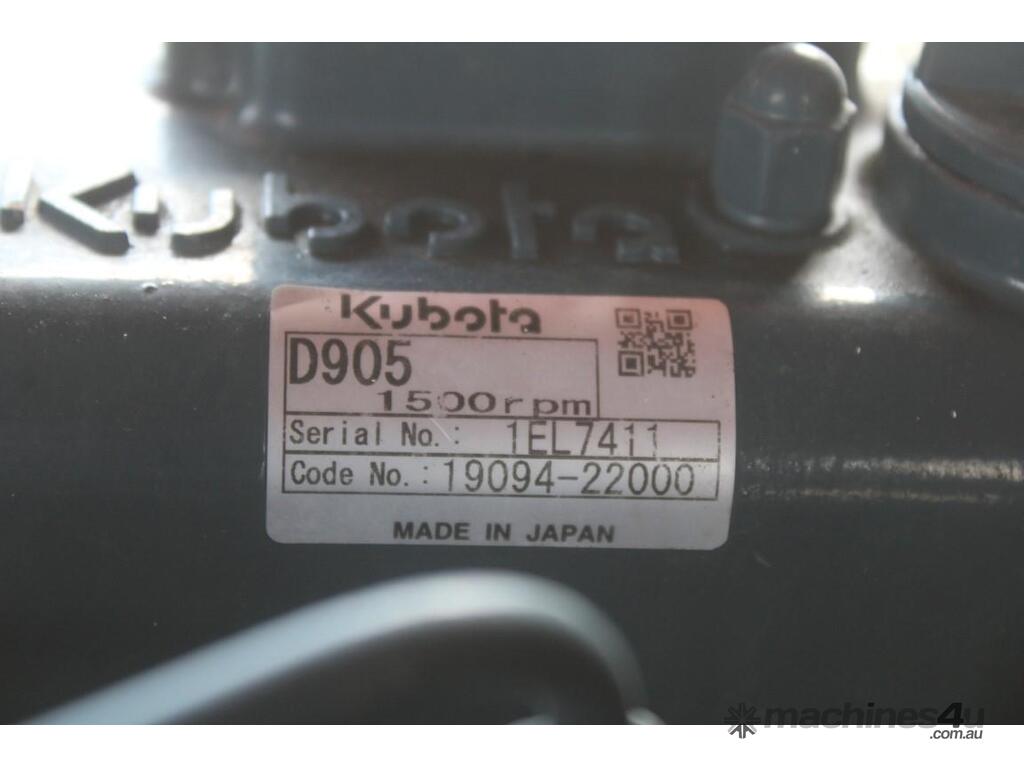 Kubota
Kubota
D905
1500rpm
Serial No.: 1EL7411
Code No.: 19094-22000
MADE IN JAPAN
machines4u
.com.au